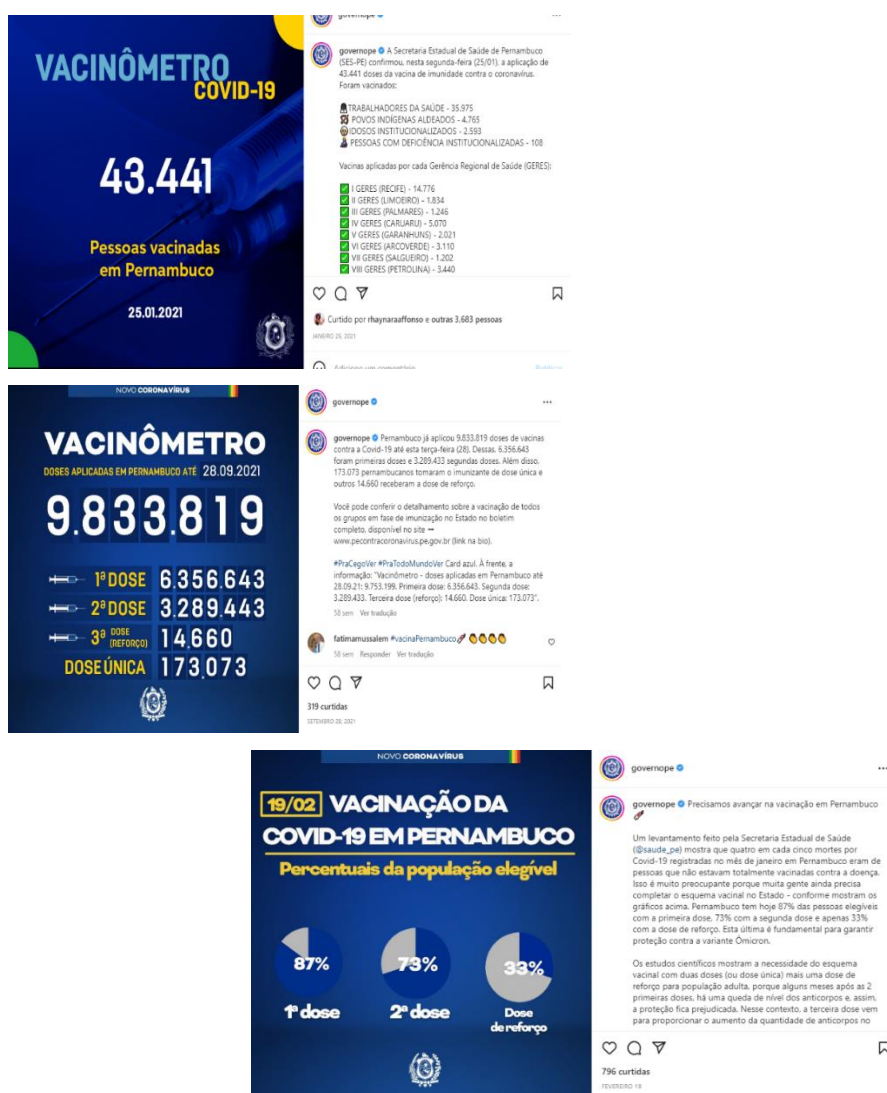 VACINÔMETRO
COVID-19
43.441
Pessoas vacinadas
em Pernambuco
25.01.2021
governope
governope A Secretaria Estadual de Saúde de Pernambuco
(SES-PE) confirmou, nesta segunda-feira (25/01), a aplicação de
43.441 doses da vacina de imunidade contra o coronavírus.
Foram vacinados:
TRABALHADORES DA SAÚDE - 35.975
POVOS INDÍGENAS ALDEADOS - 4.765
IDOSOS INSTITUCIONALIZADOS - 2.593
PESSOAS COM DEFICIÊNCIA INSTITUCIONALIZADAS - 108
Vacinas aplicadas por cada Gerência Regional de Saúde (GERES):
I GERES (RECIFE) - 14.776
II GERES (LIMOEIRO) - 1.834
III GERES (PALMARES) - 1.246
IV GERES (CARUARU) - 5.070
V GERES (GARANHUNS) - 2.021
VI GERES (ARCOVERDE) - 3.110
VII GERES (SALGUEIRO) - 1.202
VIII GERES (PETROLINA) - 3.440
Curtido por rhaynaraaffonso e outras 3,683 pessoas
JANEIRO 25, 2021
Adicione um comentário
NOVO CORONAVÍRUS
VACINÔMETRO
DOSES APLICADAS EM PERNAMBUCO ATÉ 28.09.2021
9.833.819
1ª DOSE 6.356.643
2ª DOSE 3.289.443
3ª DOSE (REFORÇO) 14.660
DOSE ÚNICA 173.073
governope
governope Pernambuco já aplicou 9.833.819 doses de vacinas
contra a Covid-19 até esta terça-feira (28). Dessas, 6.356.643
foram primeiras doses e 3.289.433 segundas doses. Além disso,
173.073 pernambucanos tomaram o imunizante de dose única e
outros 14.660 receberam a dose de reforço.
Você pode conferir o detalhamento sobre a vacinação de todos
os grupos em fase de imunização no Estado no boletim
completo, disponível no site
www.pecontracoronavirus.pe.gov.br (link na bio).
#PraCegoVer #PraTodoMundoVer Card azul. À frente, a
informação: "Vacinômetro - doses aplicadas em Pernambuco até
28.09.21: 9.753.199. Primeira dose: 6.356.643. Segunda dose:
3.289.433. Terceira dose (reforço): 14.660. Dose única: 173.073".
58 sem Ver tradução
fatimamussalem #vacinaPernambuco
58 sem Responder Ver tradução
319 curtidas
SETEMBRO 28, 2021
NOVO CORONAVÍRUS
19/02 VACINAÇÃO DA
COVID-19 EM PERNAMBUCO
Percentuais da população elegível
87%
73%
33%
1ª dose
2ª dose
Dose
de reforço
governope
governope Precisamos avançar na vacinação em Pernambuco
Um levantamento feito pela Secretaria Estadual de Saúde
(@saude_pe) mostra que quatro em cada cinco mortes por
Covid-19 registradas no mês de janeiro em Pernambuco eram de
pessoas que não estavam totalmente vacinadas contra a doença.
Isso é muito preocupante porque muita gente ainda precisa
completar o esquema vacinal no Estado - conforme mostram os
gráficos acima. Pernambuco tem hoje 87% das pessoas elegíveis
com a primeira dose, 73% com a segunda dose e apenas 33%
com a dose de reforço. Esta última é fundamental para garantir
proteção contra a variante Ômicron.
Os estudos científicos mostram a necessidade do esquema
vacinal com duas doses (ou dose única) mais uma dose de
reforço para população adulta, porque alguns meses após as 2
primeiras doses, há uma queda de nível dos anticorpos e, assim,
a proteção fica prejudicada. Nesse contexto, a terceira dose vem
para proporcionar o aumento da quantidade de anticorpos no
796 curtidas